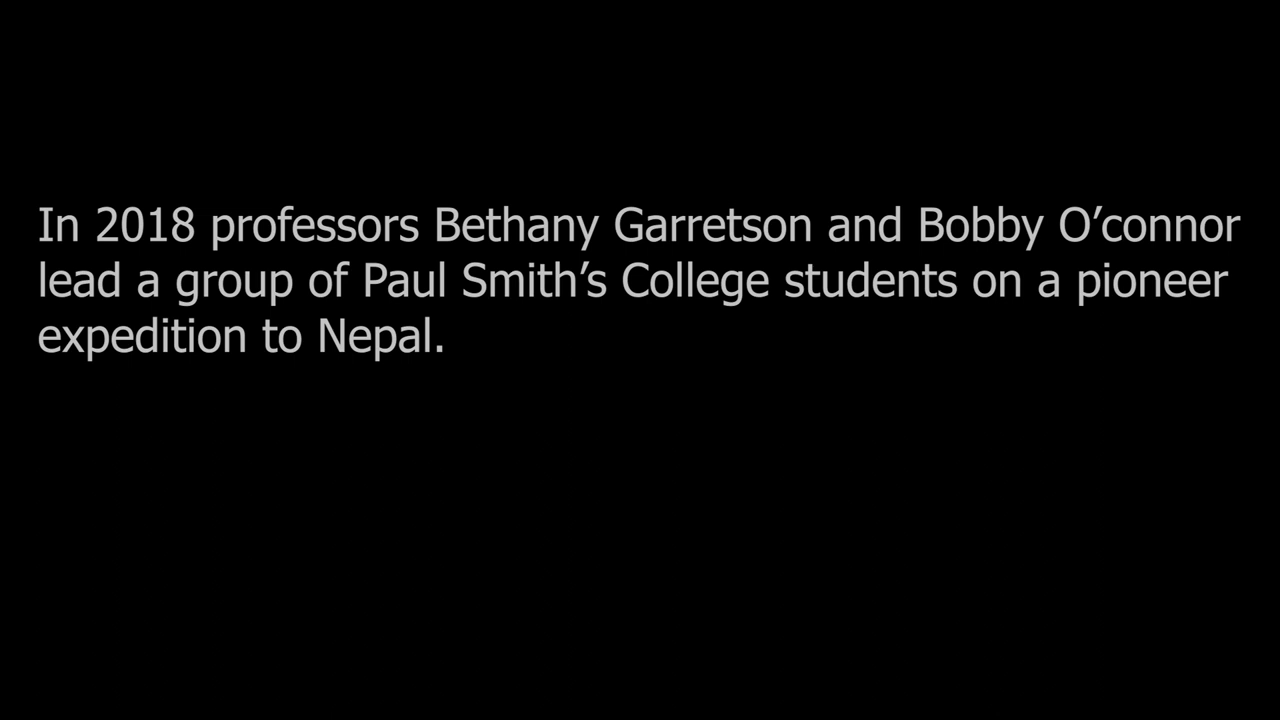 In 2018 professors Bethany Garretson and Bobby O’connor
lead a group of Paul Smith’s College students on a pioneer
expedition to Nepal.